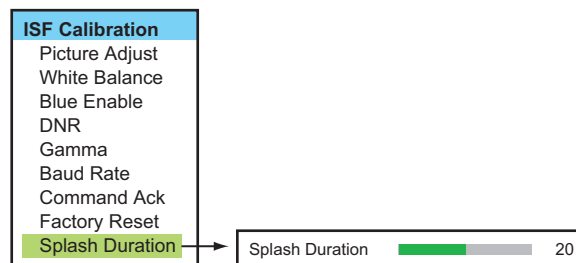 ISF Calibration
Picture Adjust
White Balance
Blue Enable
DNR
Gamma
Baud Rate
Command Ack
Factory Reset
Splash Duration
Splash Duration 20